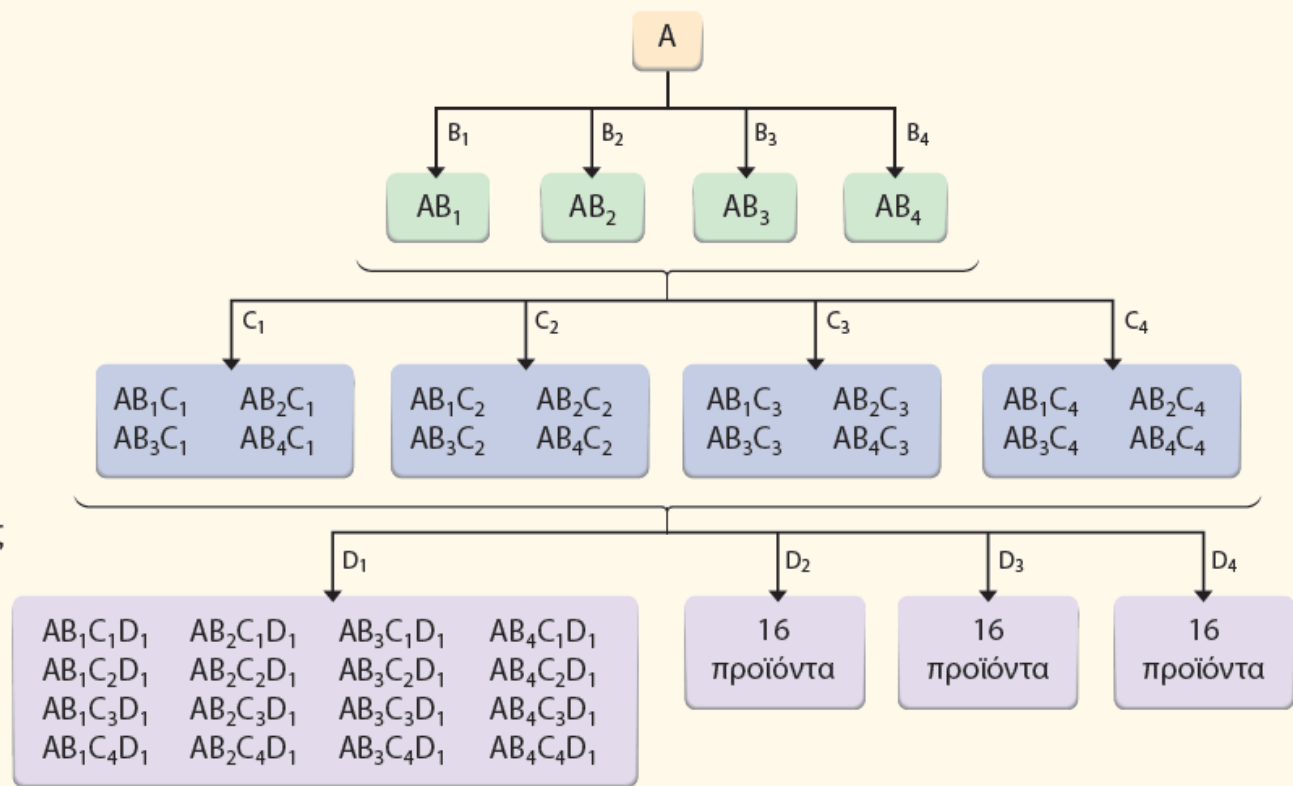 A
B₁ B₂ B₃ B₄
AB₁ AB₂ AB₃ AB₄
C₁ C₂ C₃ C₄
AB₁C₁ AB₂C₁ AB₁C₂ AB₂C₂ AB₁C₃ AB₂C₃ AB₁C₄ AB₂C₄
AB₃C₁ AB₄C₁ AB₃C₂ AB₄C₂ AB₃C₃ AB₄C₃ AB₃C₄ AB₄C₄
D₁ D₂ D₃ D₄
AB₁C₁D₁ AB₂C₁D₁ AB₃C₁D₁ AB₄C₁D₁ 16 16 16
AB₁C₂D₁ AB₂C₂D₁ AB₃C₂D₁ AB₄C₂D₁ προϊόντα προϊόντα προϊόντα
AB₁C₃D₁ AB₂C₃D₁ AB₃C₃D₁ AB₄C₃D₁
AB₁C₄D₁ AB₂C₄D₁ AB₃C₄D₁ AB₄C₄D₁